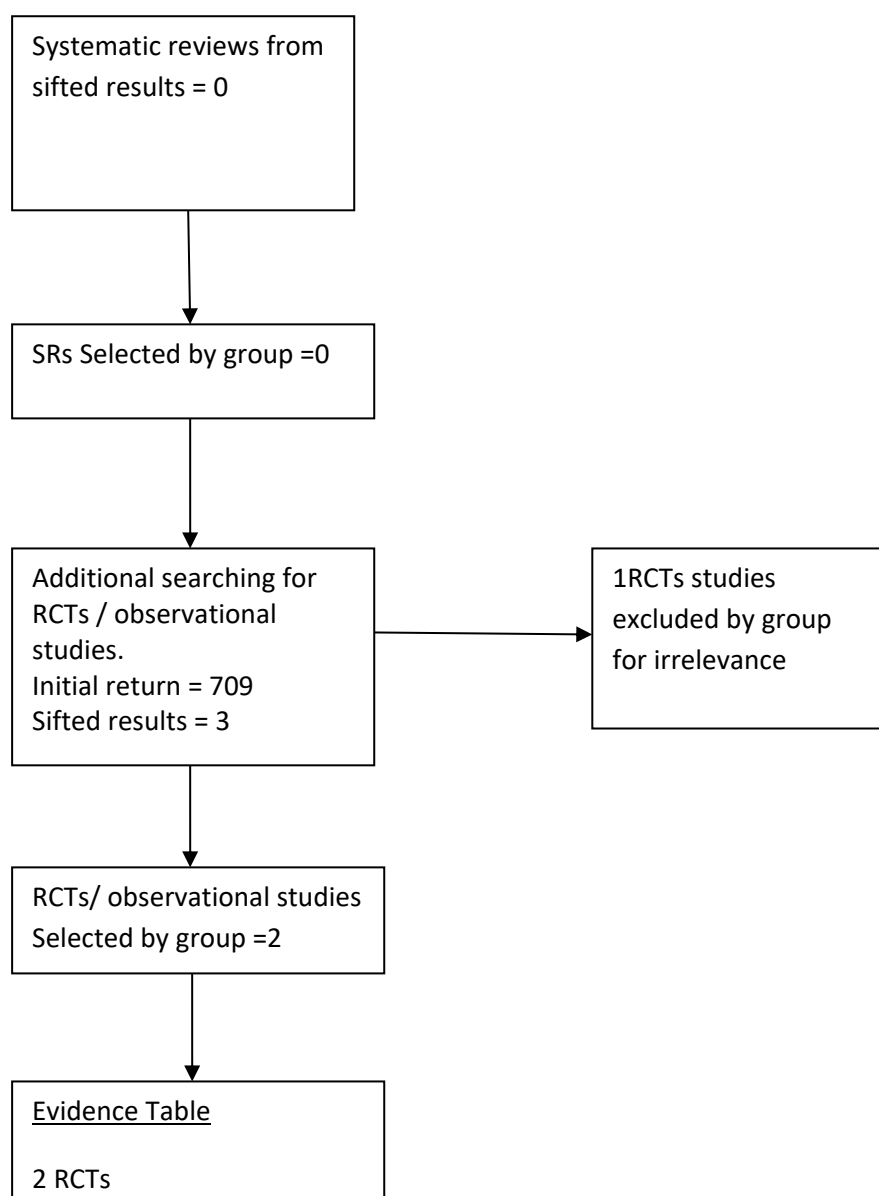 Systematic reviews from
sifted results = 0
SRs Selected by group =0
Additional searching for
RCTs / observational
studies.
Initial return = 709
Sifted results = 3
1RCTs studies
excluded by group
for irrelevance
RCTs/ observational studies
Selected by group =2
Evidence Table
2 RCTs